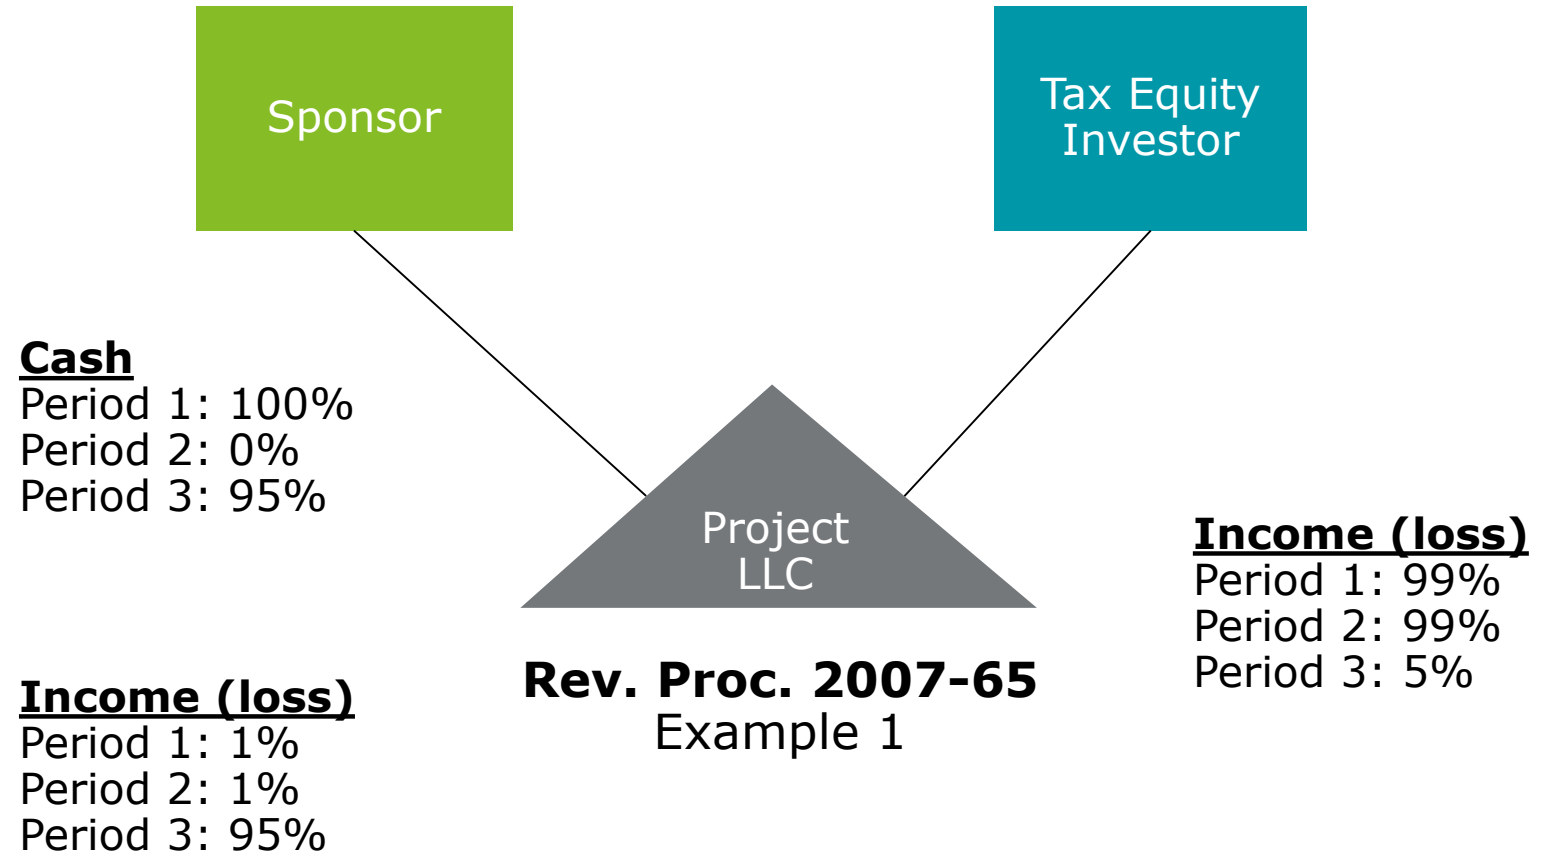 Sponsor
Tax Equity
Investor
Cash
Period 1: 100%
Period 2: 0%
Period 3: 95%
Project
LLC
Income (loss)
Period 1: 99%
Period 2: 99%
Period 3: 5%
Rev. Proc. 2007-65
Example 1
Income (loss)
Period 1: 1%
Period 2: 1%
Period 3: 95%